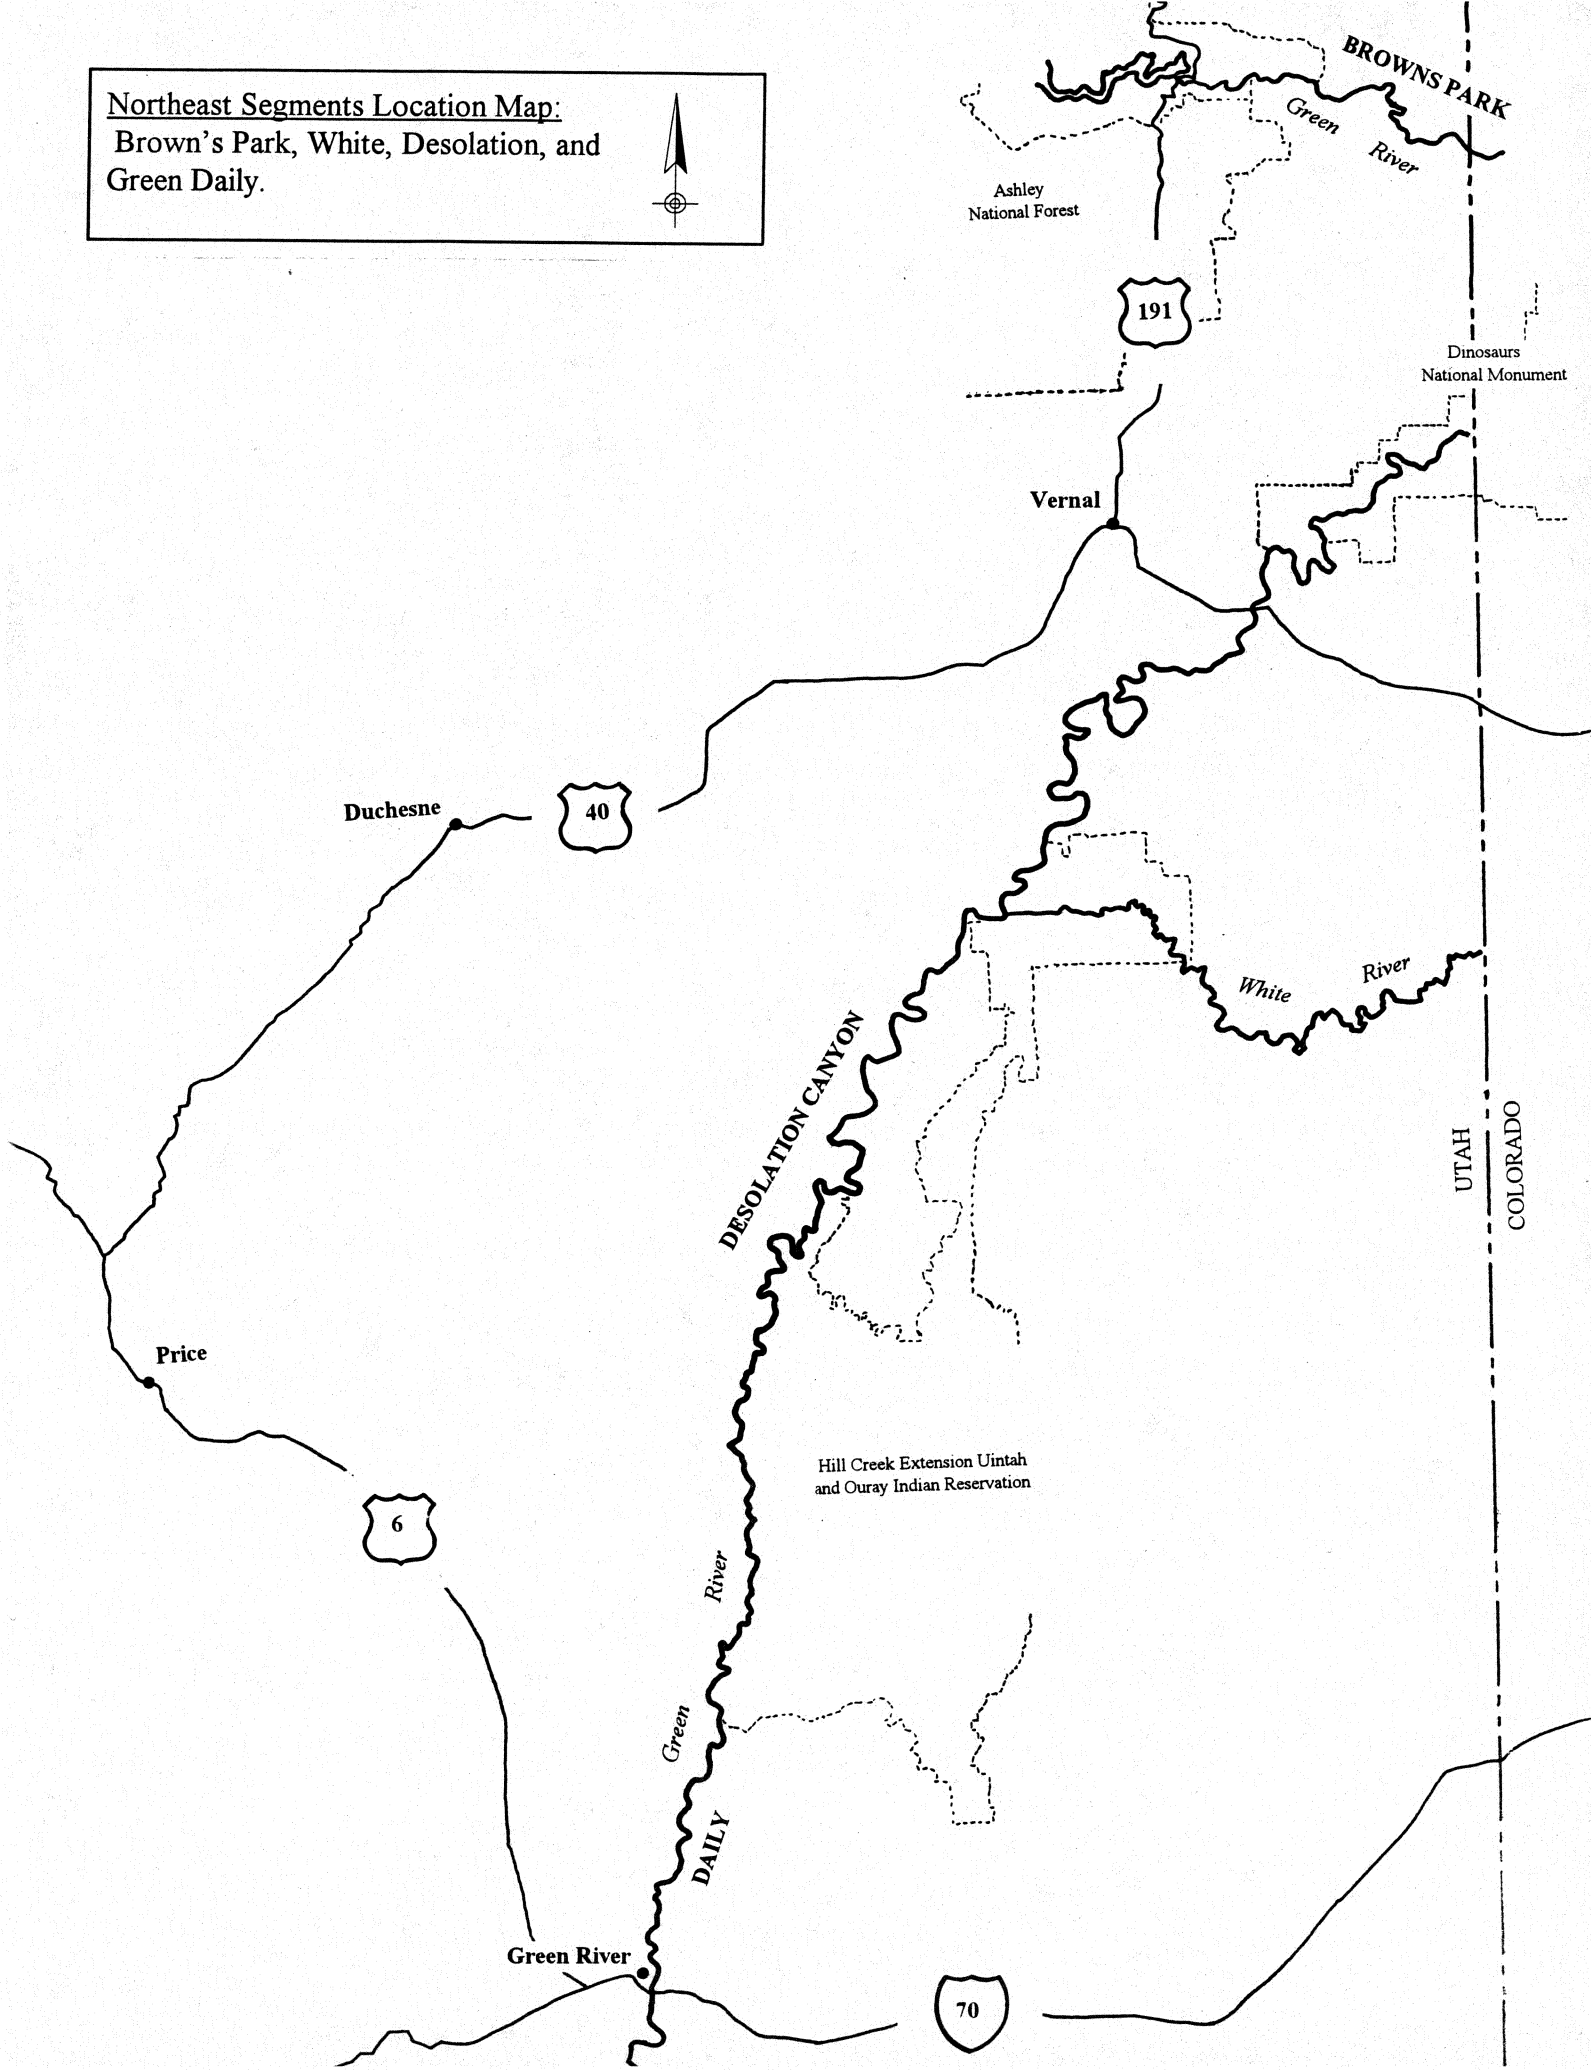 Northeast Segments Location Map:
Brown's Park, White, Desolation, and
Green Daily.
BROWNS PARK
Green
River
Ashley
National Forest
191
Dinosaurs
National Monument
Vernal
Duchesne
40
White
River
DESOLATION CANYON
UTAH
COLORADO
Price
Hill Creek Extension Uintah
and Ouray Indian Reservation
6
River
Green
DAILY
Green River
70